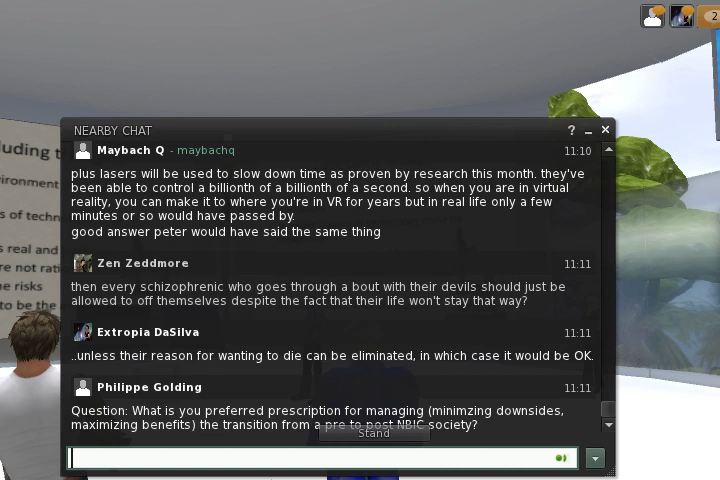 2
NEARBY CHAT
? _ ×
Maybach Q - maybachq 11:10
plus lasers will be used to slow down time as proven by research this month. they've
been able to control a billionth of a billionth of a second. so when you are in virtual
reality, you can make it to where you're in VR for years but in real life only a few
minutes or so would have passed by.
good answer peter would have said the same thing
Zen Zeddmore 11:11
then every schizophrenic who goes through a bout with their devils should just be
allowed to off themselves despite the fact that their life won't stay that way?
Extropia DaSilva 11:11
..unless their reason for wanting to die can be eliminated, in which case it would be OK.
Philippe Golding 11:11
Question: What is you preferred prescription for managing (minimzing downsides,
maximizing benefits) the transition from a pre to post NBIC society?
Stand
luding t
ironment
s of techn
s real and
re not rati
e risks
to be the